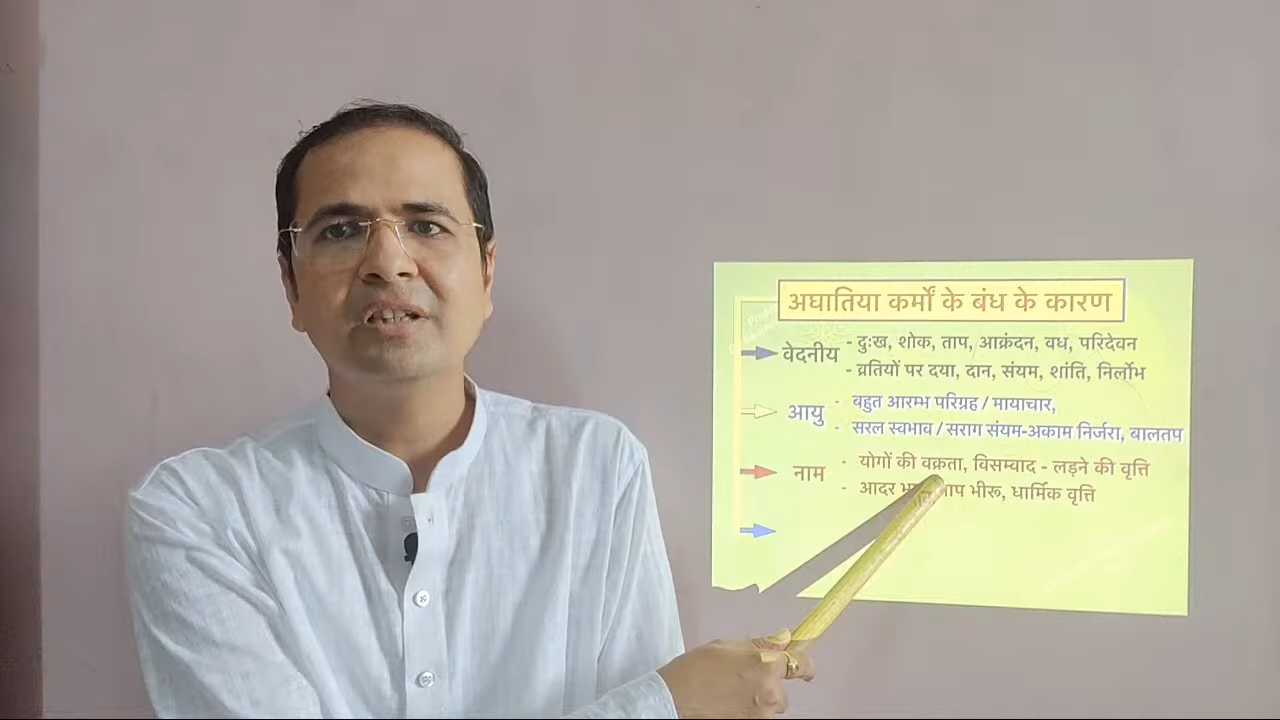 अघातिया कर्मों के बंध के कारण
वेदनीय - दुःख, शोक, ताप, आक्रंदन, वध, परिदेवन
- व्रतियों पर दया, दान, संयम, शांति, निर्लोभ
आयु - बहुत आरम्भ परिग्रह / मायाचार,
- सरल स्वभाव / सराग संयम-अकाम निर्जरा, बालतप
नाम - योगों की वक्रता, विसम्वाद - लड़ने की वृत्ति
- आदर भीरू, धार्मिक वृत्ति